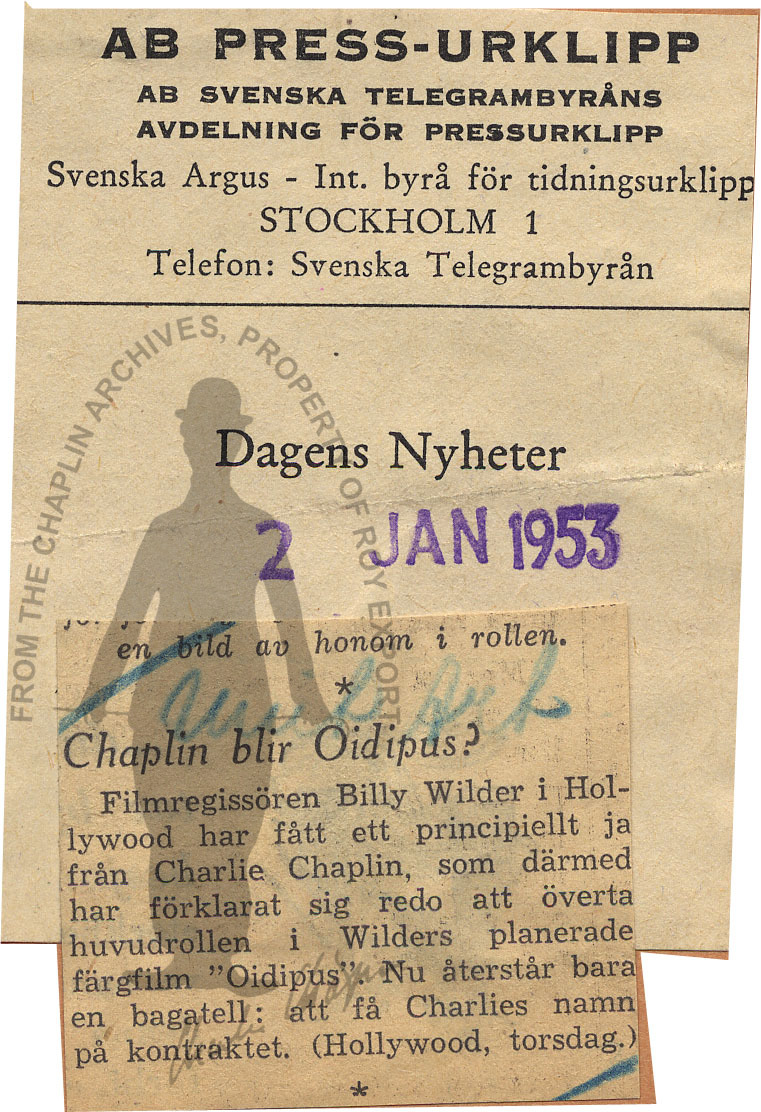 AB PRESS-URKLIPP
AB SVENSKA TELEGRAMBYRÅNS
AVDELNING FÖR PRESSURKLIPP
Svenska Argus - Int. byrå för tidningsurklipp
STOCKHOLM 1
Telefon: Svenska Telegrambyrån
FROM THE CHAPLIN ARCHIVES, PROPERTY OF ROY EXPORT
Dagens Nyheter
2 JAN 1953
en bild av honom i rollen.
*
Chaplin blir Oidipus?
Filmregissören Billy Wilder i Hol-
lywood har fått ett principiellt ja
från Charlie Chaplin, som därmed
har förklarat sig redo att överta
huvudrollen i Wilders planerade
färgfilm ”Oidipus”. Nu återstår bara
en bagatell: att få Charlies namn
på kontraktet. (Hollywood, torsdag.)
*